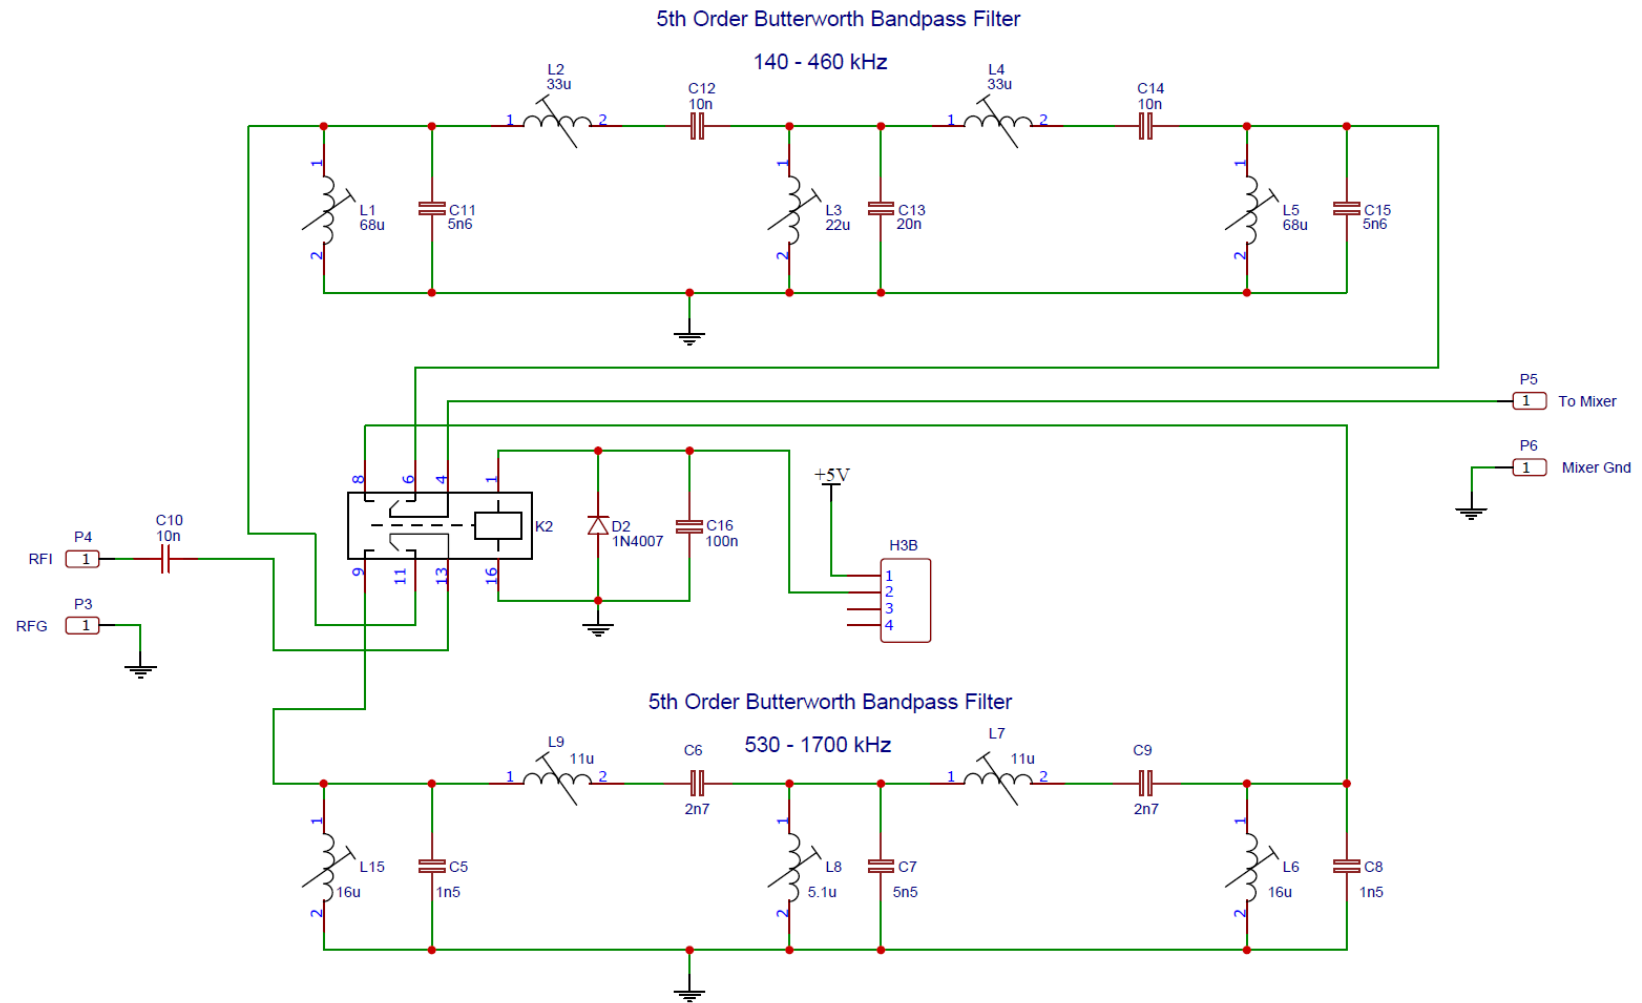 5th Order Butterworth Bandpass Filter
140 - 460 kHz
L2
33u
C12
10n
L4
33u
C14
10n
1
2
1
2
1
L1
68u
2
C11
5n6
1
L3
22u
2
C13
20n
1
L5
68u
2
C15
5n6
P5
1
To Mixer
P6
1
Mixer Gnd
8
6
4
1
K2
9
11
13
16
D2
1N4007
C16
100n
+5V
H3B
1
2
3
4
C10
10n
P4
RFI
1
P3
RFG
1
5th Order Butterworth Bandpass Filter
530 - 1700 kHz
L9
11u
C6
2n7
L7
11u
C9
2n7
1
2
1
2
1
L15
16u
2
C5
1n5
1
L8
5.1u
2
C7
5n5
1
L6
16u
2
C8
1n5